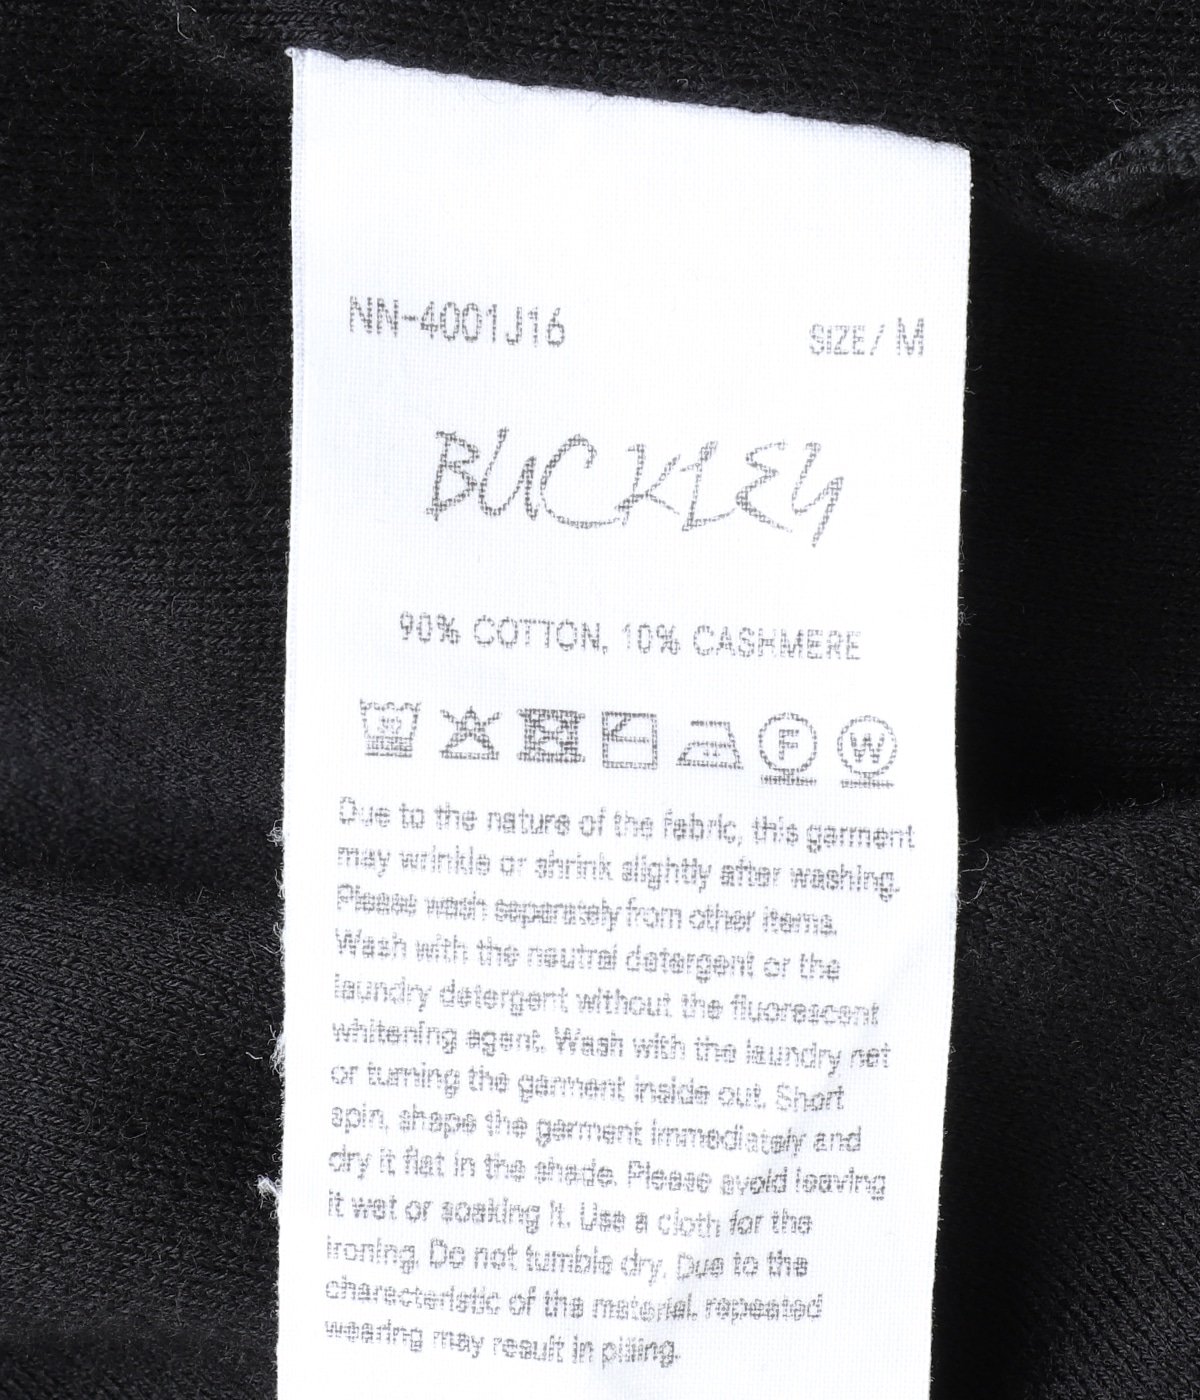 NN-4001J16 SIZE/ M
BUCKLEY
90% COTTON, 10% CASHMERE
F W
Due to the nature of the fabric, this garment
may wrinkle or shrink slightly after washing.
Please wash separately from other items.
Wash with the neutral detergent or the
laundry detergent without the fluorescent
whitening agent. Wash with the laundry net
or turning the garment inside out. Short
spin, shape the garment immediately and
dry it flat in the shade. Please avoid leaving
it wet or soaking it. Use a cloth for the
ironing. Do not tumble dry. Due to the
characteristic of the material, repeated
wearing may result in pilling.